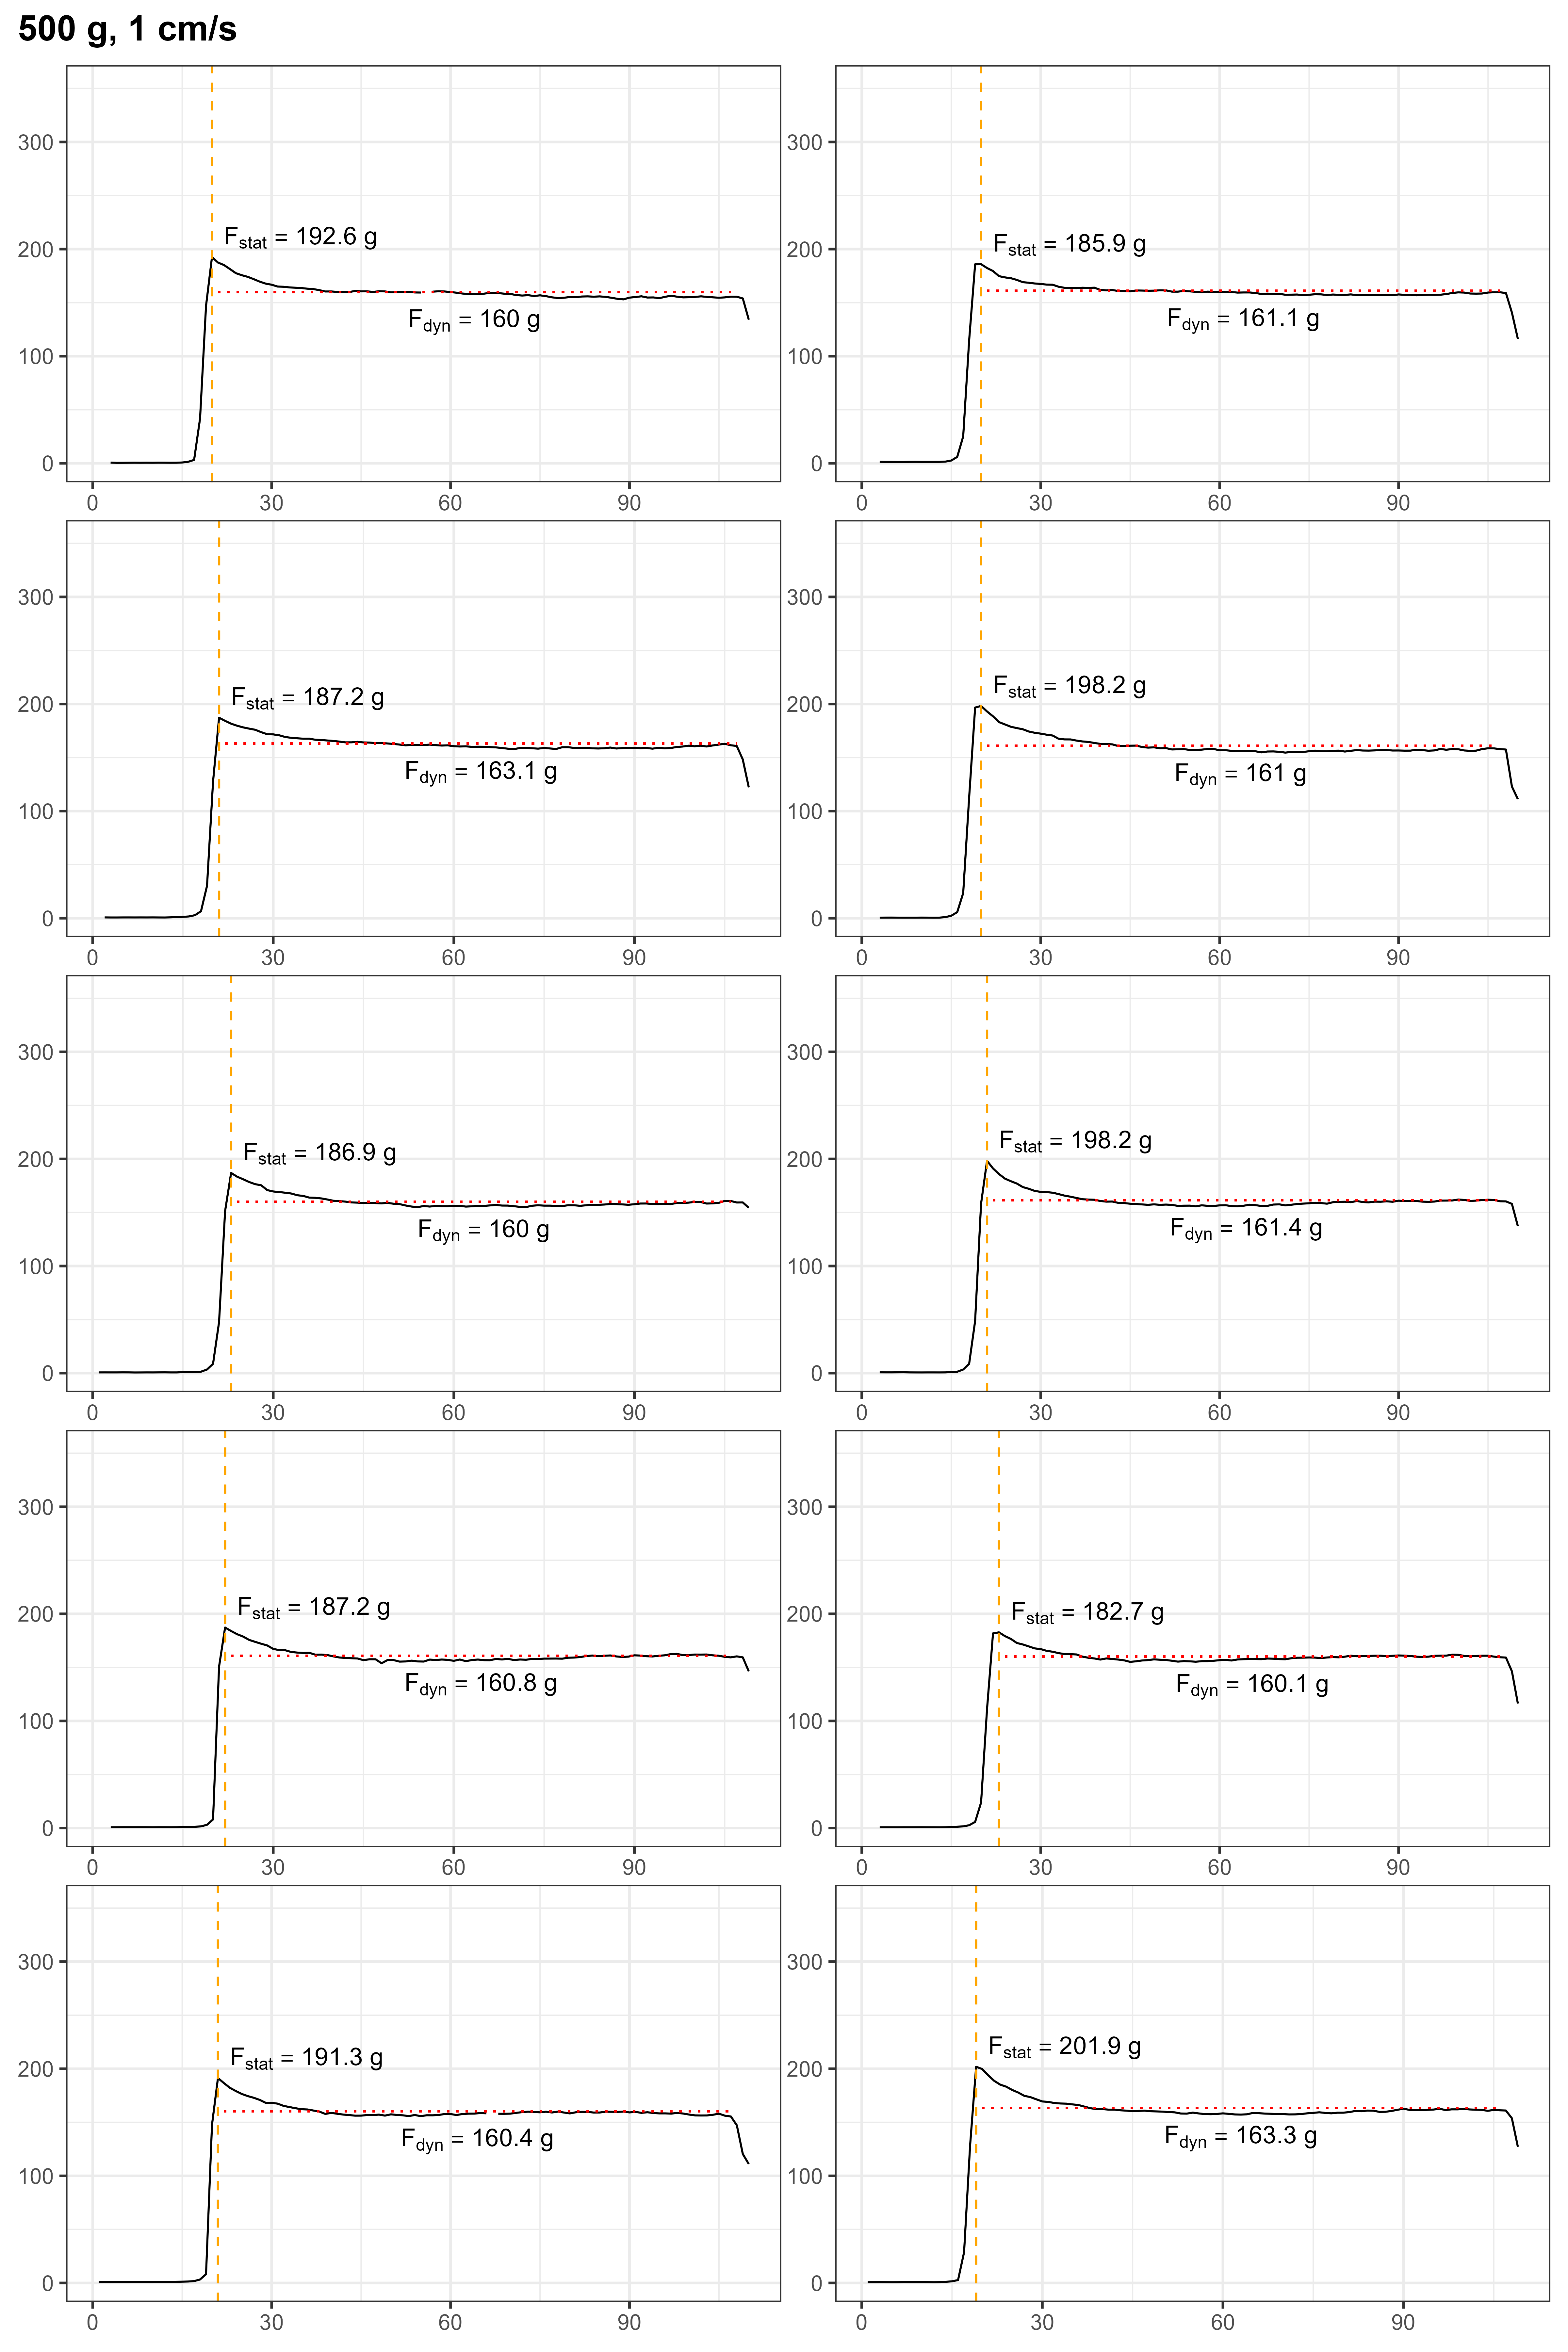 500 g, 1 cm/s
300
200
100
0
Fstat = 192.6 g
Fdyn = 160 g
0 30 60 90
300
200
100
0
Fstat = 185.9 g
Fdyn = 161.1 g
0 30 60 90
300
200
100
0
Fstat = 187.2 g
Fdyn = 163.1 g
0 30 60 90
300
200
100
0
Fstat = 198.2 g
Fdyn = 161 g
0 30 60 90
300
200
100
0
Fstat = 186.9 g
Fdyn = 160 g
0 30 60 90
300
200
100
0
Fstat = 198.2 g
Fdyn = 161.4 g
0 30 60 90
300
200
100
0
Fstat = 187.2 g
Fdyn = 160.8 g
0 30 60 90
300
200
100
0
Fstat = 182.7 g
Fdyn = 160.1 g
0 30 60 90
300
200
100
0
Fstat = 191.3 g
Fdyn = 160.4 g
0 30 60 90
300
200
100
0
Fstat = 201.9 g
Fdyn = 163.3 g
0 30 60 90